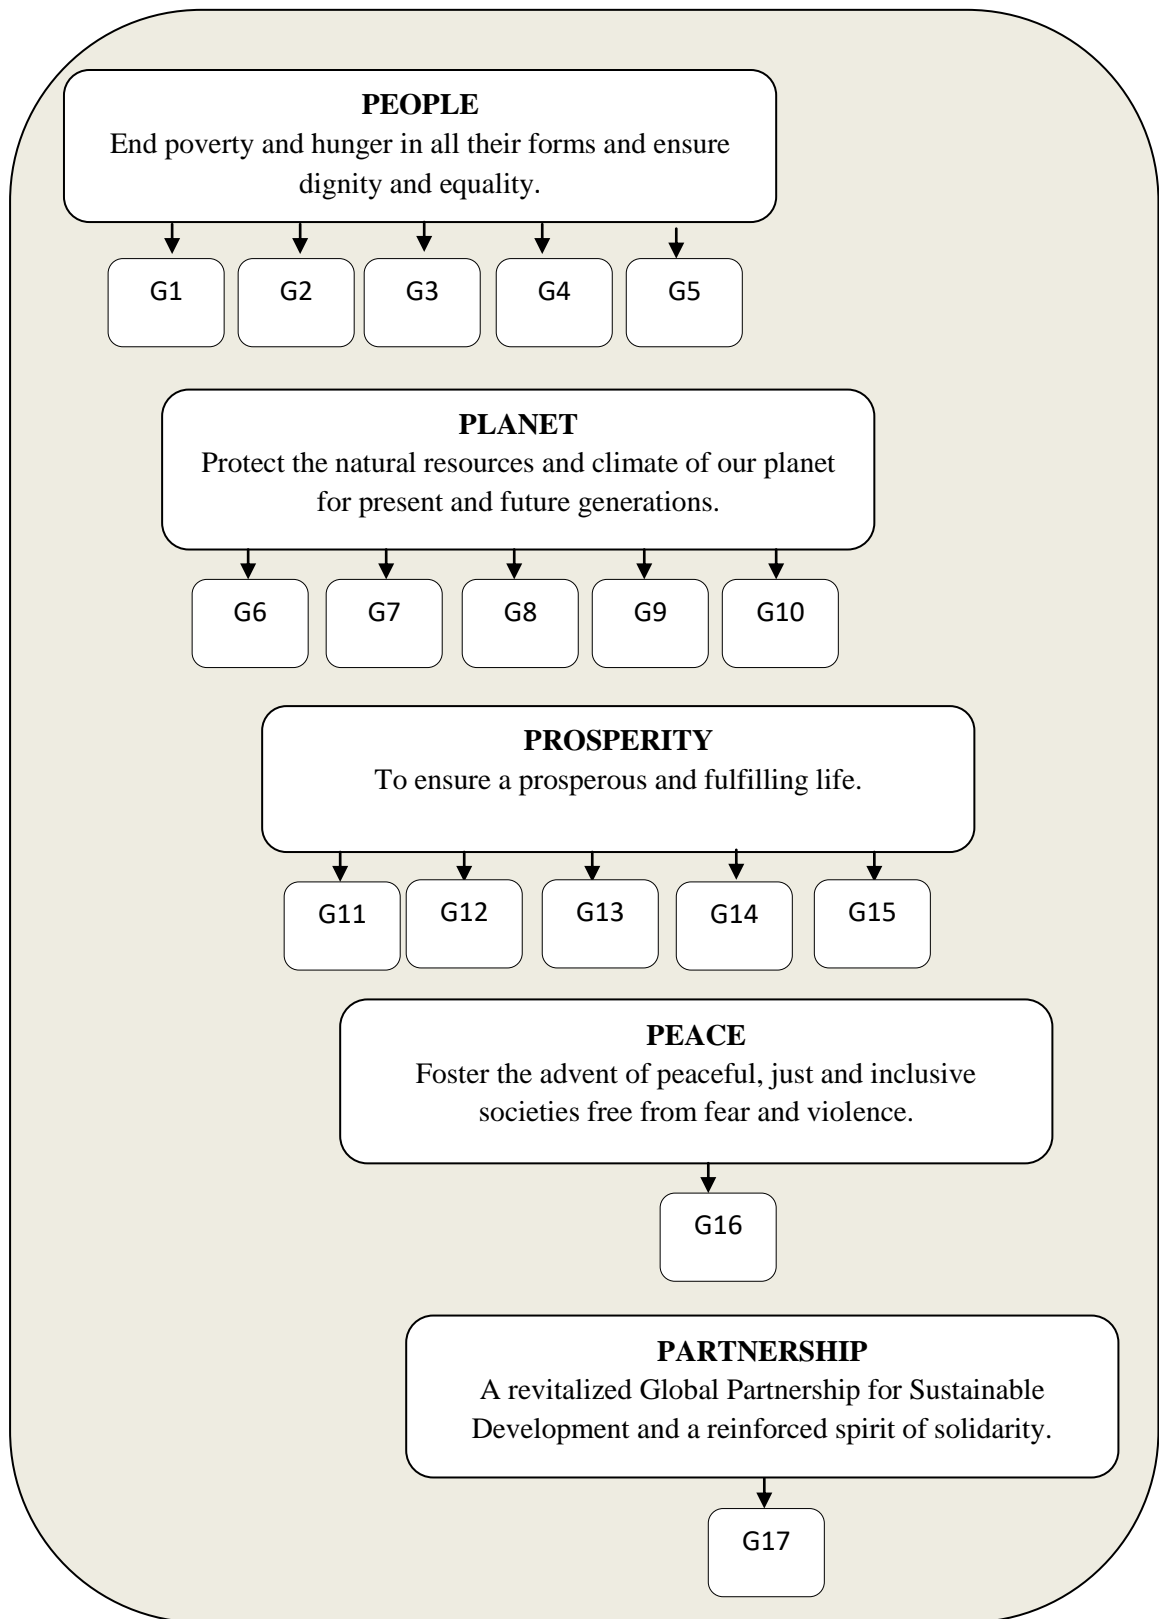 PEOPLE
End poverty and hunger in all their forms and ensure
dignity and equality.
G1 G2 G3 G4 G5
PLANET
Protect the natural resources and climate of our planet
for present and future generations.
G6 G7 G8 G9 G10
PROSPERITY
To ensure a prosperous and fulfilling life.
G11 G12 G13 G14 G15
PEACE
Foster the advent of peaceful, just and inclusive
societies free from fear and violence.
G16
PARTNERSHIP
A revitalized Global Partnership for Sustainable
Development and a reinforced spirit of solidarity.
G17